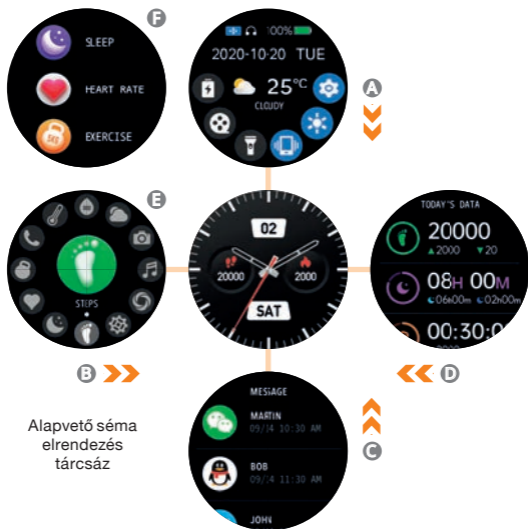 F
SLEEP
HEART RATE
EXERCISE
100%
2020-10-20 TUE
25°C
CLOUDY
A
E
STEPS
02
20000
2000
SAT
TODAY'S DATA
20000
▲2000 ▼20
08H 00M
06h00m 02h00m
00:30:0
B
D
MESIAGE
MARTIN
09/14 10:30 AM
BOB
09/14 11:30 AM
JOHN
C
Alapvető séma
elrendezés
tárcsáz